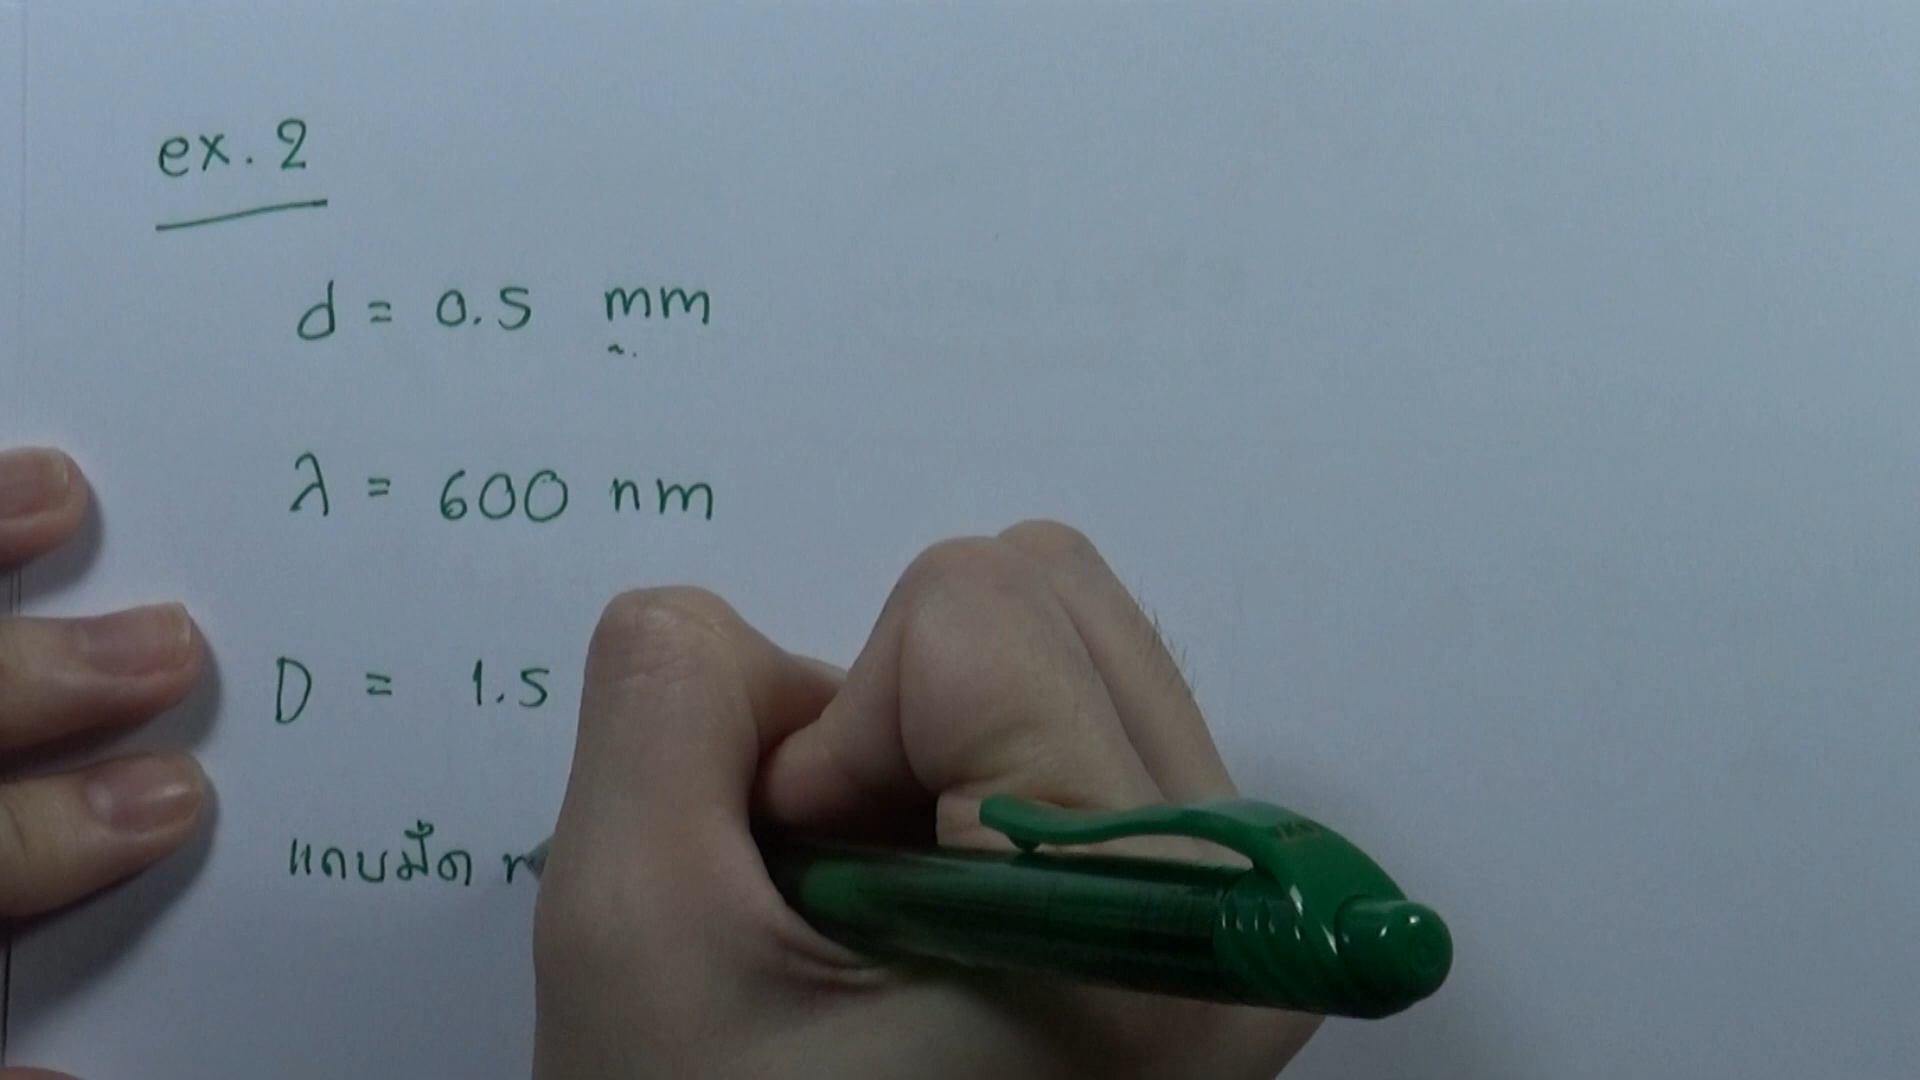 ex. 2
d = 0.5 mm
λ = 600 nm
D = 1.5
แถบมืด